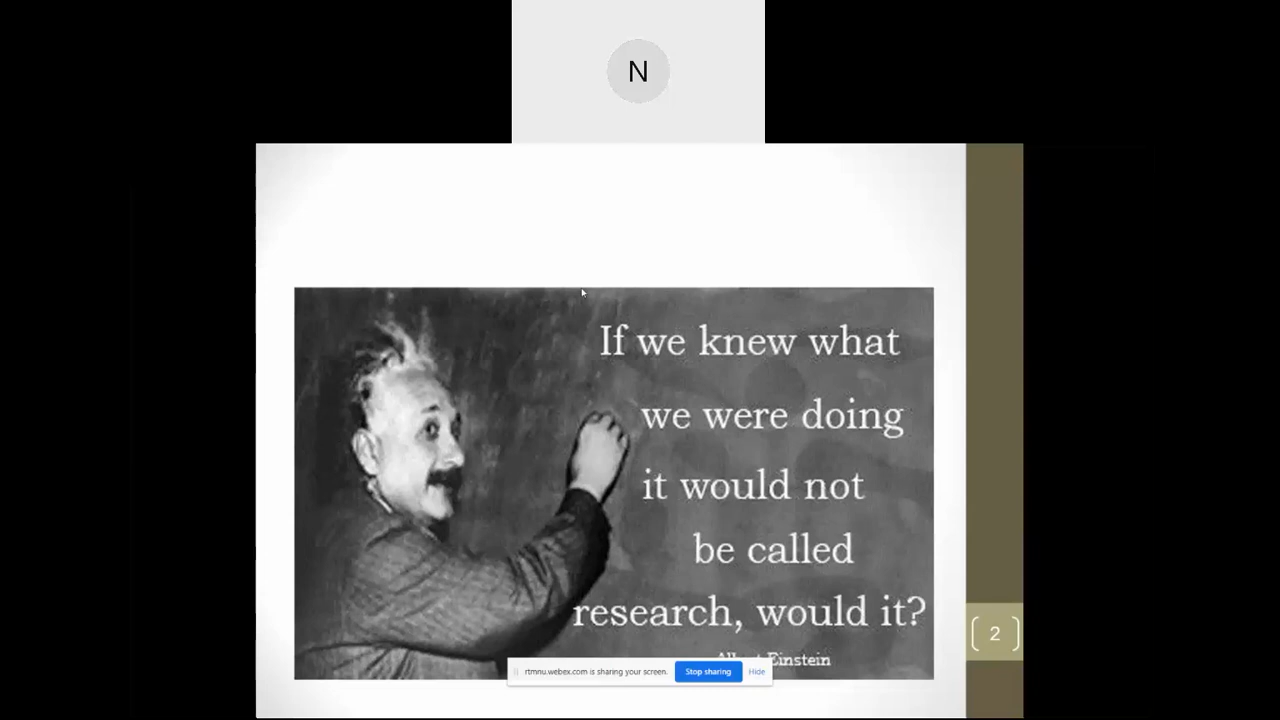 N
If we knew what
we were doing
it would not
be called
research, would it?
Einstein
rtmnu.webex.com is sharing your screen. Stop sharing Hide
2